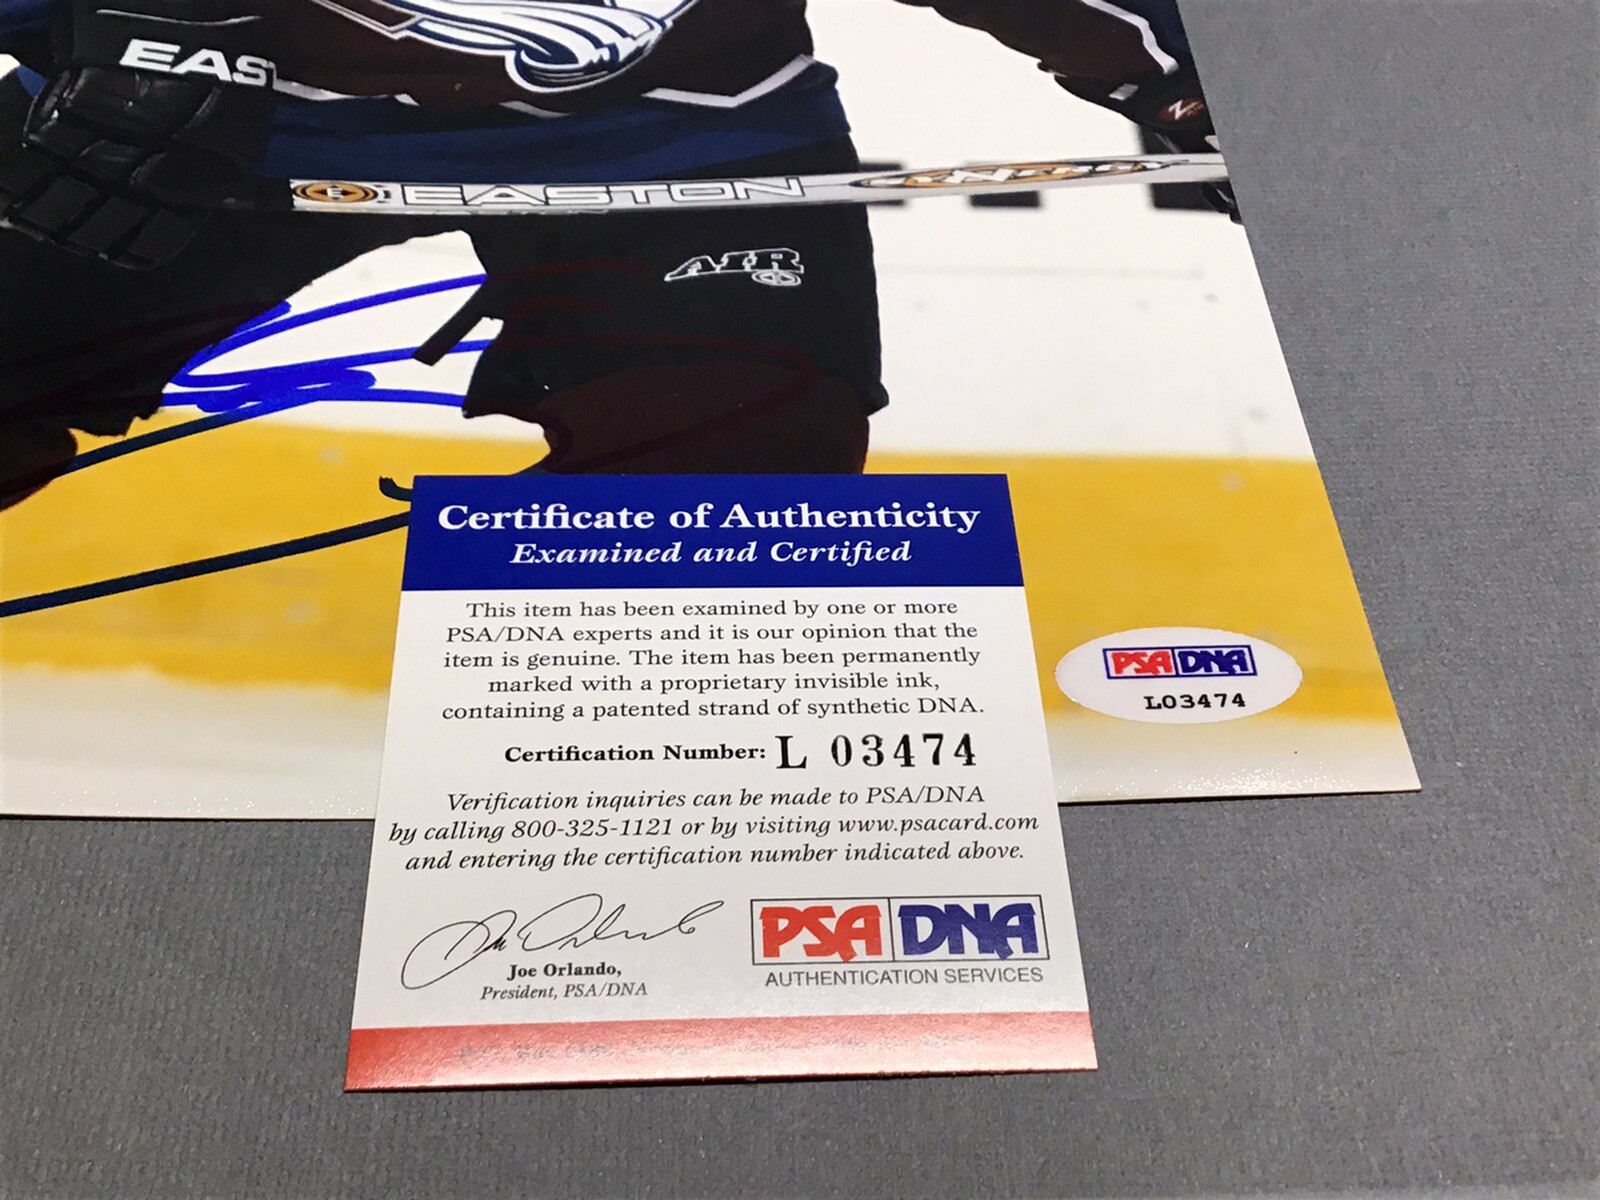 EAS
EASTON
SYNERGY
AIR
Certificate of Authenticity
Examined and Certified
This item has been examined by one or more
PSA/DNA experts and it is our opinion that the
item is genuine. The item has been permanently
marked with a proprietary invisible ink,
containing a patented strand of synthetic DNA.
Certification Number: L 03474
Verification inquiries can be made to PSA/DNA
by calling 800-325-1121 or by visiting www.psacard.com
and entering the certification number indicated above.
Joe Orlando,
President, PSA/DNA
PSA DNA
AUTHENTICATION SERVICES
PSA DNA
L03474